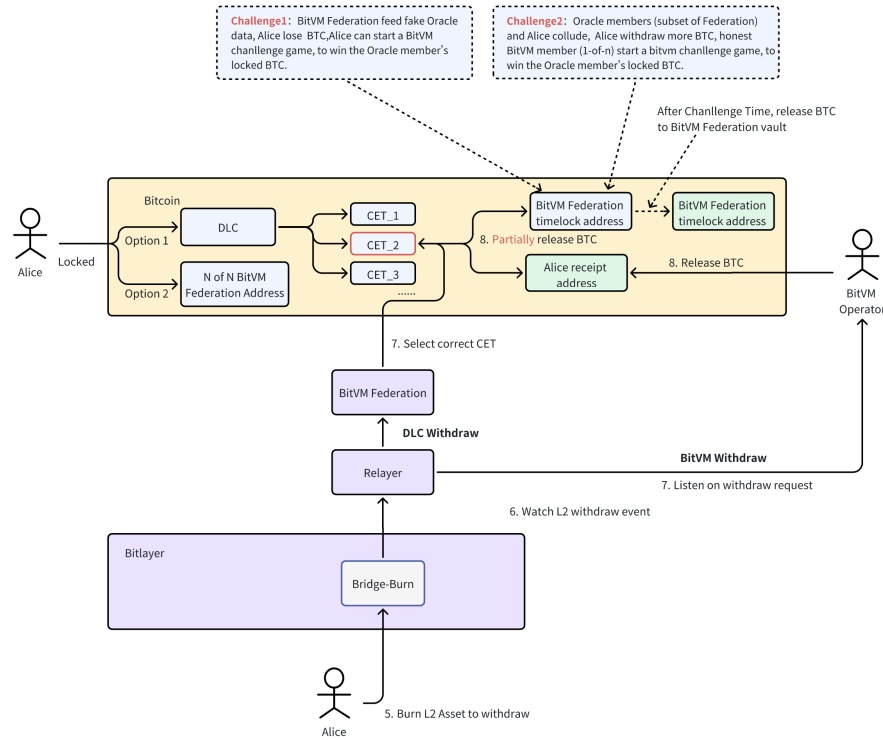 Challenge1： BitVM Federation feed fake Oracle
data, Alice lose BTC,Alice can start a BitVM
chanllenge game, to win the Oracle member's
locked BTC.
Challenge2： Oracle members (subset of Federation)
and Alice collude, Alice withdraw more BTC, honest
BitVM member (1-of-n) start a bitvm chanllenge game, to
win the Oracle member's locked BTC.
After Chanllenge Time, release BTC
to BitVM Federation vault
Bitcoin
Alice
Locked
Option 1
Option 2
DLC
N of N BitVM
Federation Address
CET_1
CET_2
CET_3
......
BitVM Federation
timelock address
BitVM Federation
timelock address
8. Partially release BTC
Alice receipt
address
8. Release BTC
BitVM
Operator
7. Select correct CET
BitVM Federation
DLC Withdraw
Relayer
BitVM Withdraw
7. Listen on withdraw request
6. Watch L2 withdraw event
Bitlayer
Bridge-Burn
5. Burn L2 Asset to withdraw
Alice